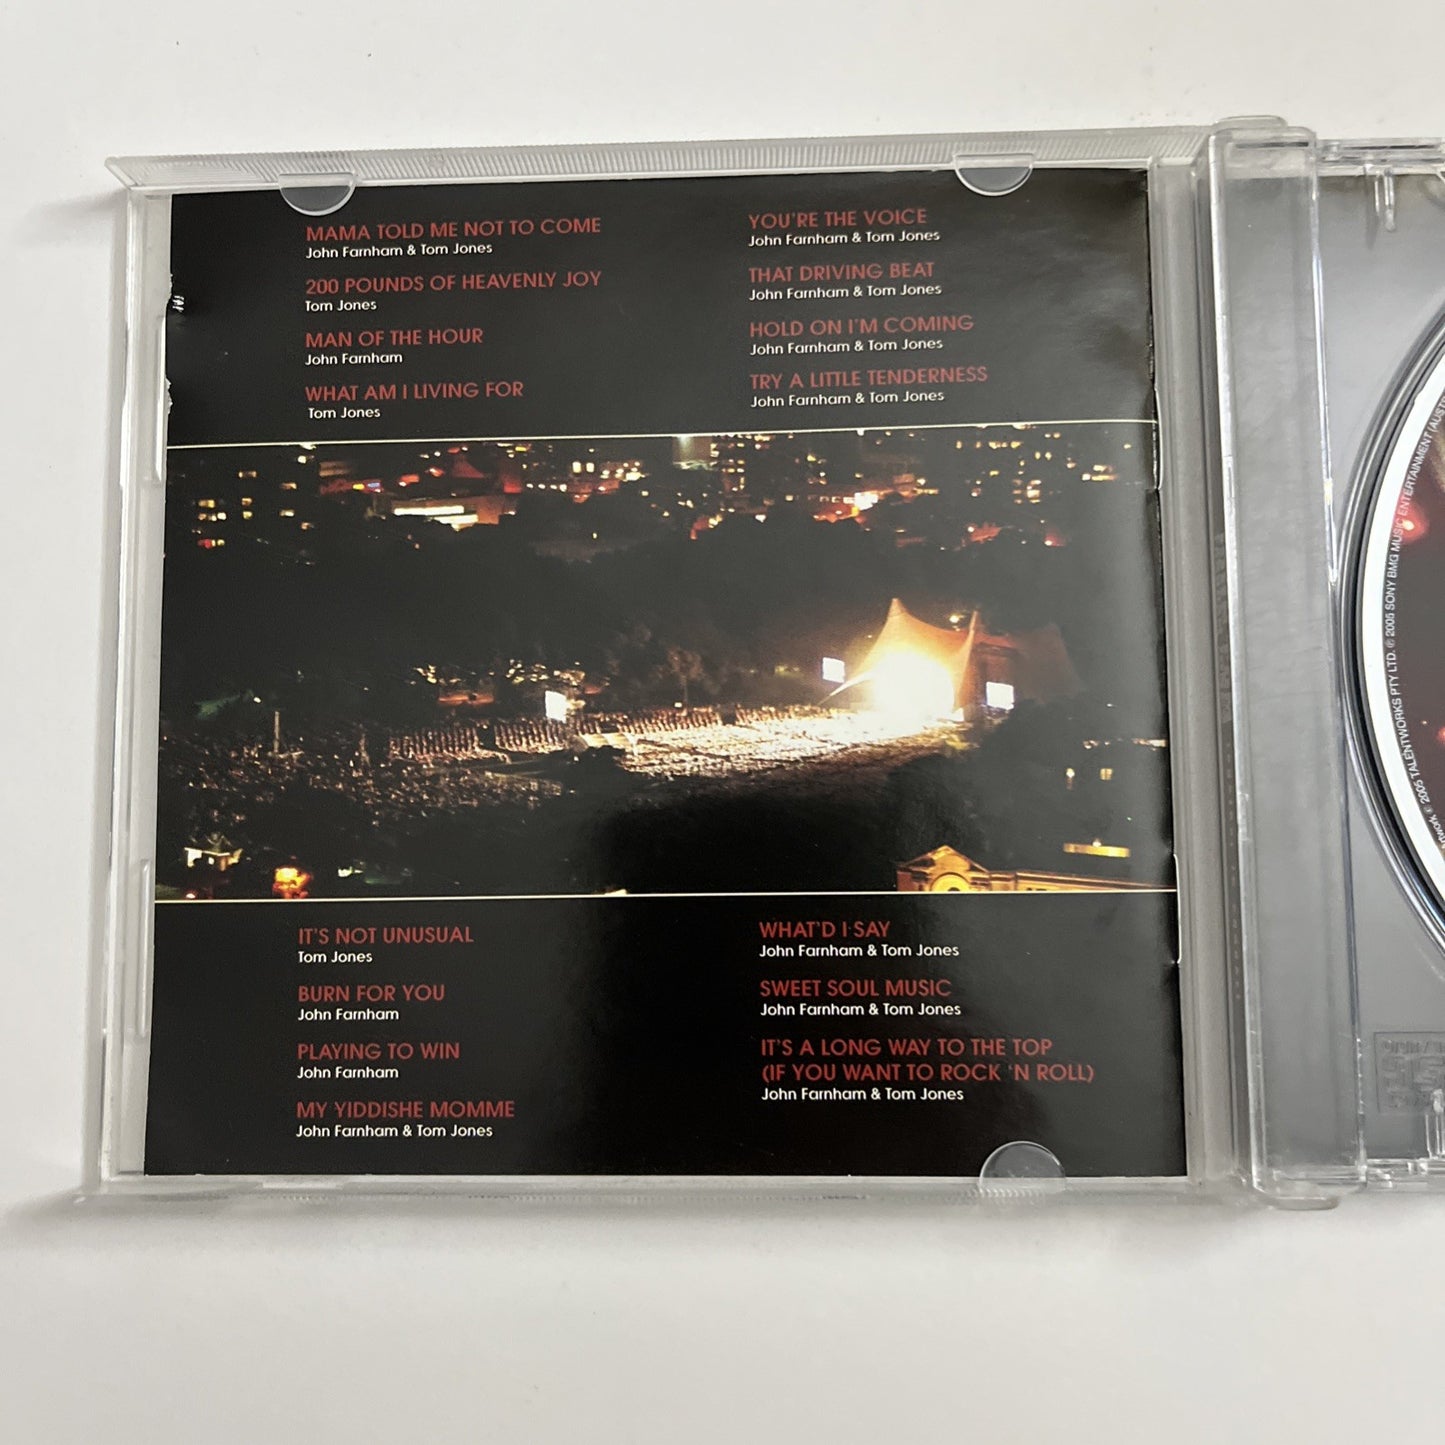 MAMA TOLD ME NOT TO COME
John Farnham & Tom Jones
200 POUNDS OF HEAVENLY JOY
Tom Jones
MAN OF THE HOUR
John Farnham
WHAT AM I LIVING FOR
Tom Jones
YOU'RE THE VOICE
John Farnham & Tom Jones
THAT DRIVING BEAT
John Farnham & Tom Jones
HOLD ON I'M COMING
John Farnham & Tom Jones
TRY A LITTLE TENDERNESS
John Farnham & Tom Jones
IT'S NOT UNUSUAL
Tom Jones
BURN FOR YOU
John Farnham
PLAYING TO WIN
John Farnham
MY YIDDISHE MOMME
John Farnham & Tom Jones
WHAT'D I SAY
John Farnham & Tom Jones
SWEET SOUL MUSIC
John Farnham & Tom Jones
IT'S A LONG WAY TO THE TOP
(IF YOU WANT TO ROCK 'N ROLL)
John Farnham & Tom Jones
© 2005 TALENTWORKS PTY LTD. ℗ 2005 SONY BMG MUSIC ENTERTAINMENT (AUST